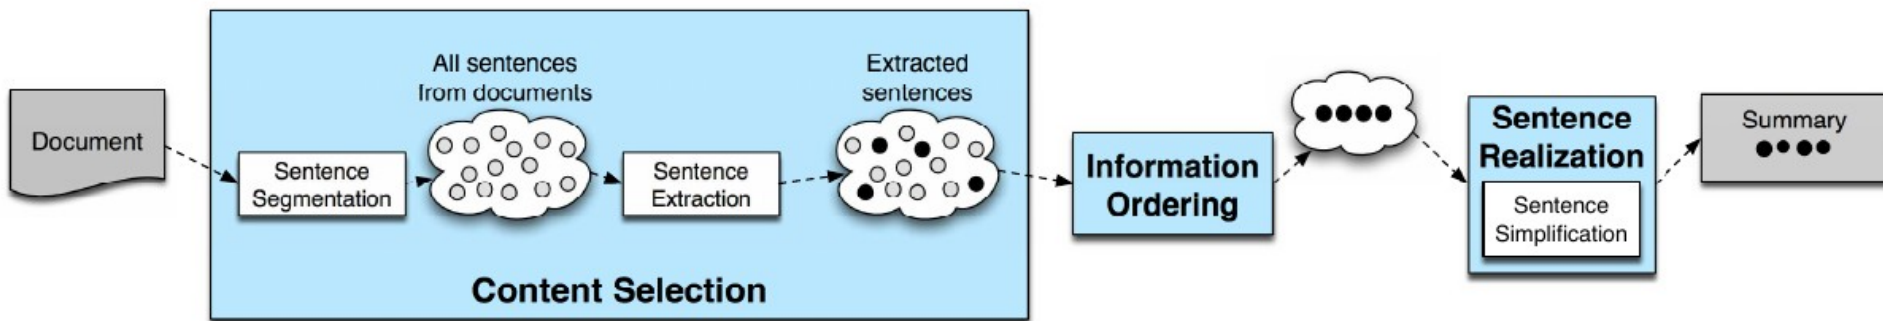 Document
Sentence
Segmentation
All sentences
from documents
Sentence
Extraction
Extracted
sentences
Content Selection
Information
Ordering
Sentence
Realization
Sentence
Simplification
Summary